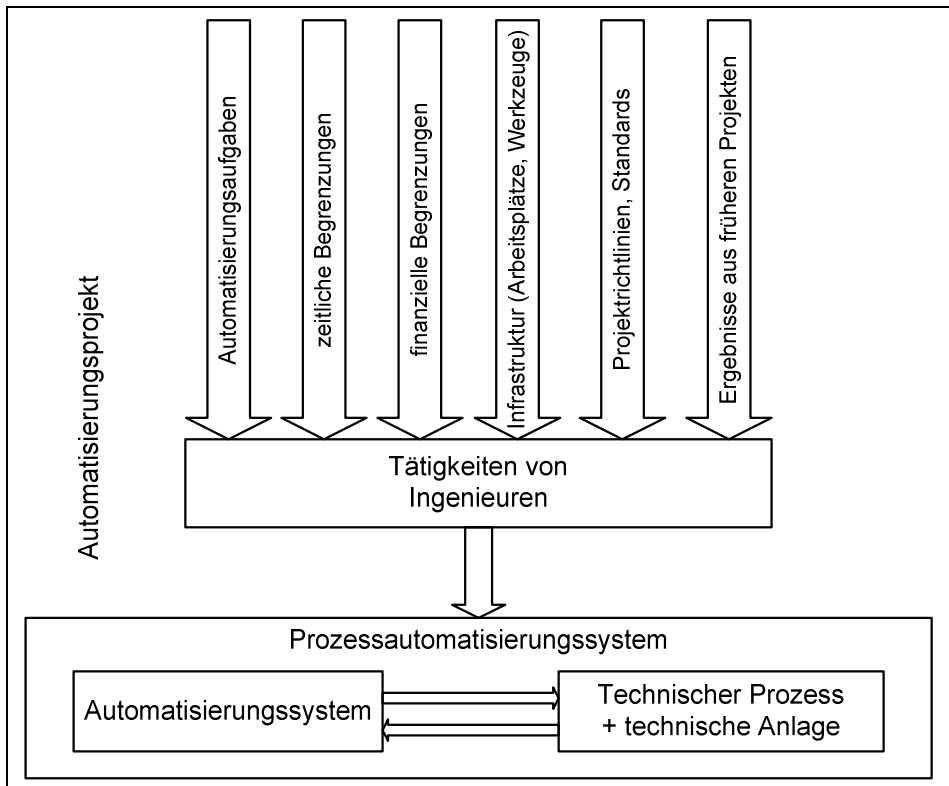 Automatisierungsprojekt
Automatisierungsaufgaben
zeitliche Begrenzungen
finanzielle Begrenzungen
Infrastruktur (Arbeitsplätze, Werkzeuge)
Projektrichtlinien, Standards
Ergebnisse aus früheren Projekten
Tätigkeiten von
Ingenieuren
Prozessautomatisierungssystem
Automatisierungssystem
Technischer Prozess
+ technische Anlage